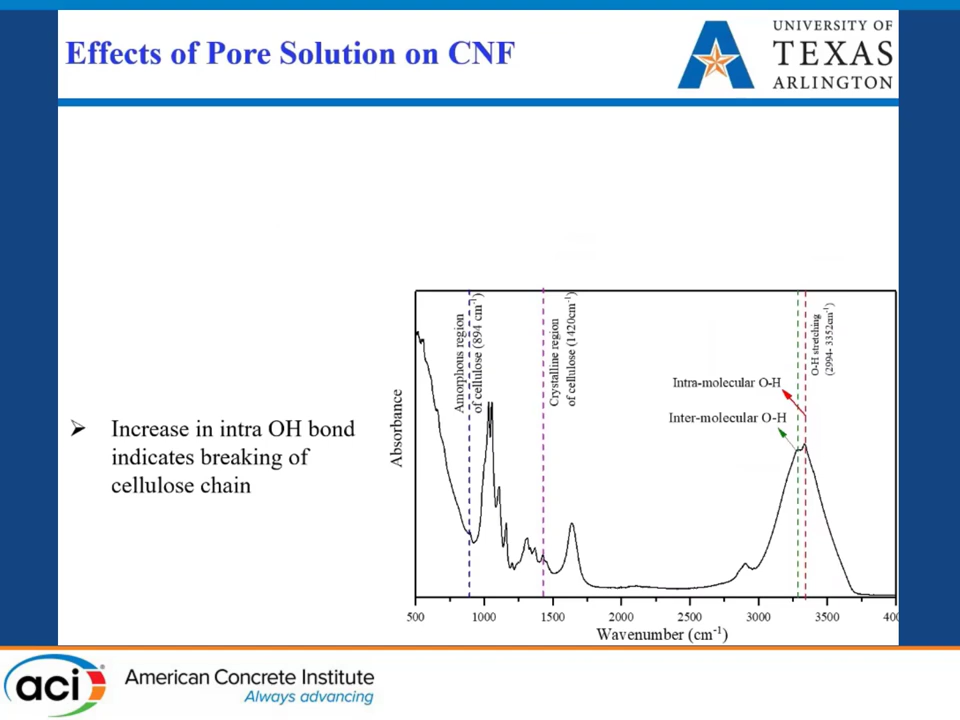 Effects of Pore Solution on CNF
UNIVERSITY OF
TEXAS
ARLINGTON
➢ Increase in intra OH bond
indicates breaking of
cellulose chain
Absorbance
Amorphous region
of cellulose (894 cm⁻¹)
Crystalline region
of cellulose (1420cm⁻¹)
Intra-molecular O-H
Inter-molecular O-H
O-H stretching
(2994- 3352cm⁻¹)
500 1000 1500 2000 2500 3000 3500 400
Wavenumber (cm⁻¹)
aci
American Concrete Institute
Always advancing